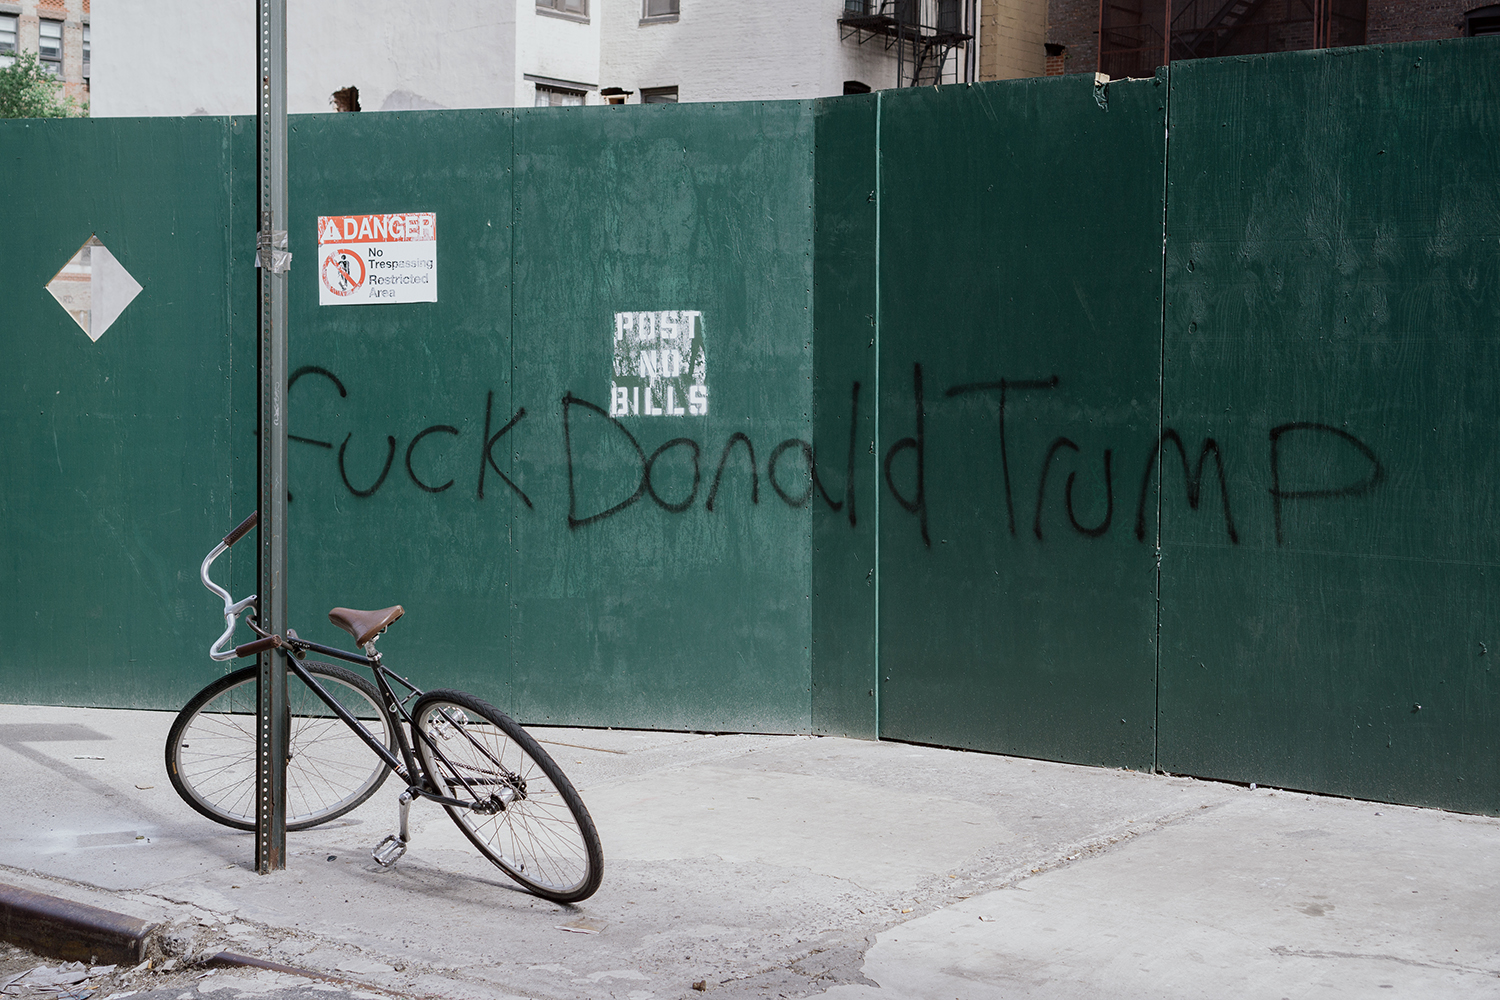 DANGER
No
Trespassing
Restricted
Area
POST
NO
BILLS
fuck Donald Trump